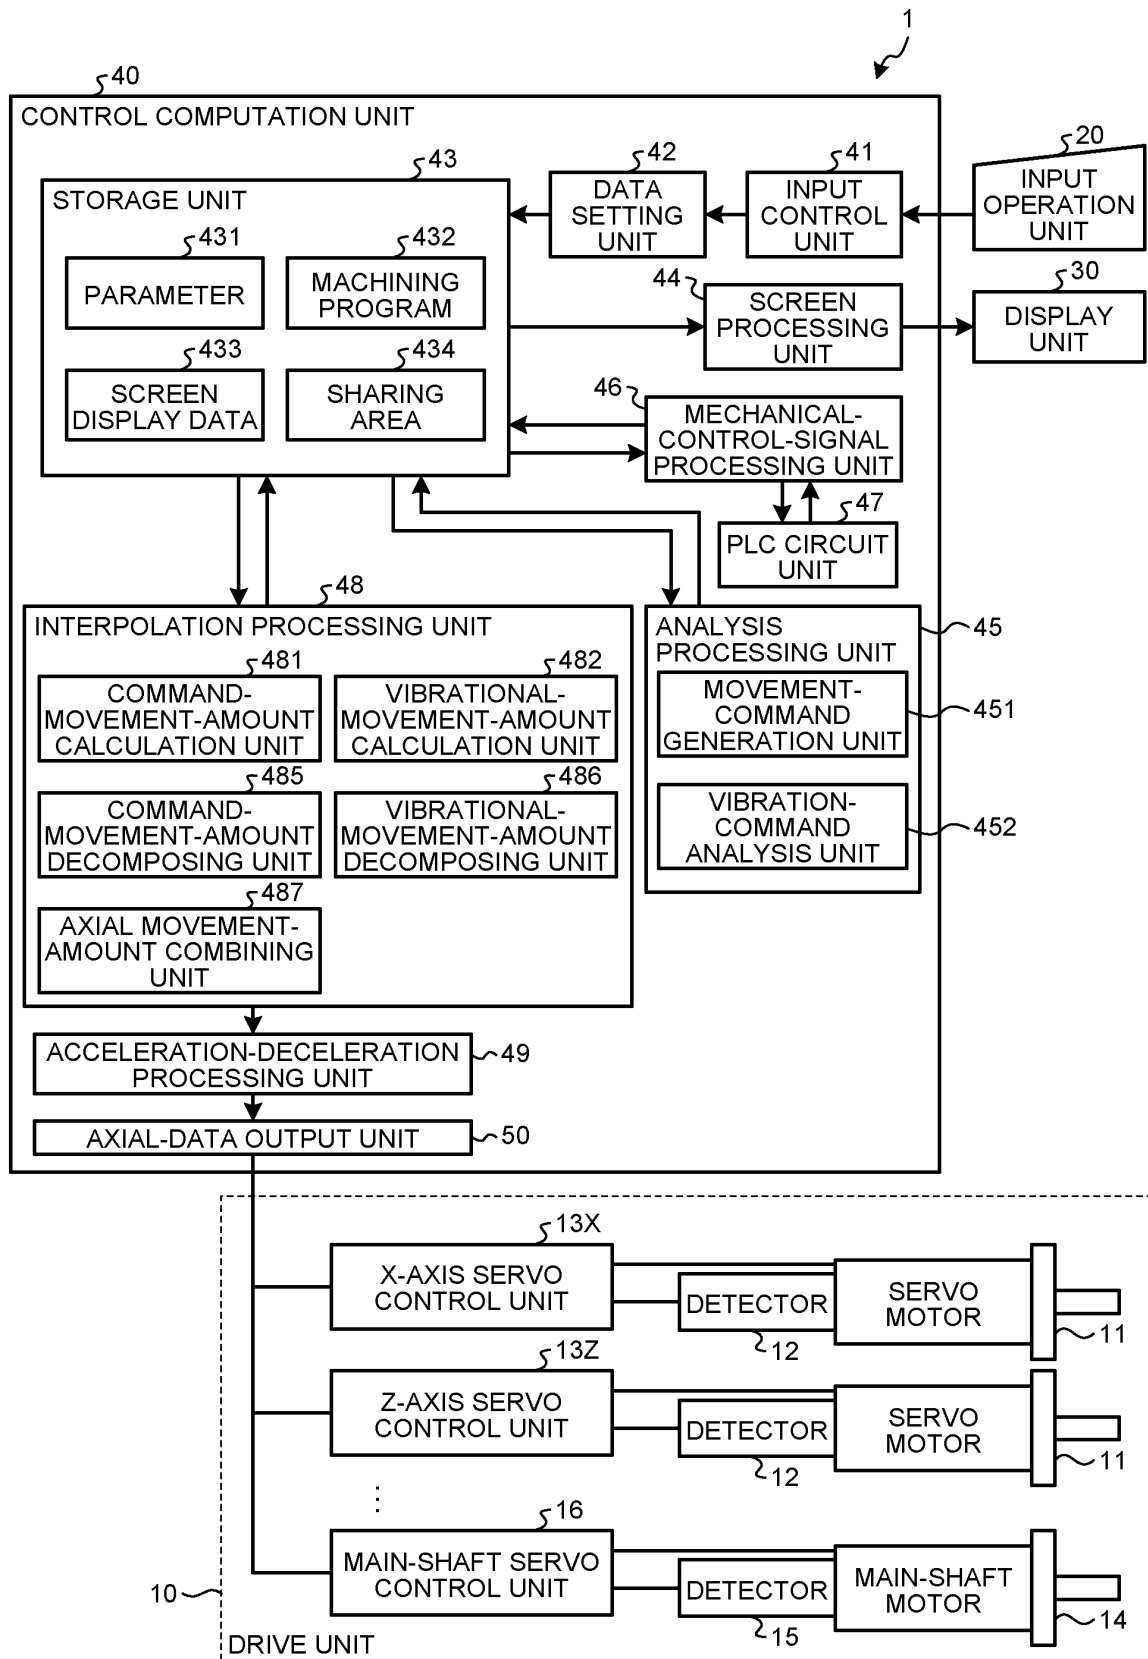 1
40
CONTROL COMPUTATION UNIT
43
STORAGE UNIT
431
PARAMETER
432
MACHINING
PROGRAM
433
SCREEN
DISPLAY DATA
434
SHARING
AREA
42
DATA
SETTING
UNIT
41
INPUT
CONTROL
UNIT
20
INPUT
OPERATION
UNIT
44
SCREEN
PROCESSING
UNIT
30
DISPLAY
UNIT
46
MECHANICAL-
CONTROL-SIGNAL
PROCESSING UNIT
47
PLC CIRCUIT
UNIT
48
INTERPOLATION PROCESSING UNIT
481
COMMAND-
MOVEMENT-AMOUNT
CALCULATION UNIT
482
VIBRATIONAL-
MOVEMENT-AMOUNT
CALCULATION UNIT
485
COMMAND-
MOVEMENT-AMOUNT
DECOMPOSING UNIT
486
VIBRATIONAL-
MOVEMENT-AMOUNT
DECOMPOSING UNIT
487
AXIAL MOVEMENT-
AMOUNT COMBINING
UNIT
ANALYSIS
PROCESSING UNIT
45
MOVEMENT-
COMMAND
GENERATION UNIT
451
VIBRATION-
COMMAND
ANALYSIS UNIT
452
ACCELERATION-DECELERATION
PROCESSING UNIT
49
AXIAL-DATA OUTPUT UNIT
50
13X
X-AXIS SERVO
CONTROL UNIT
DETECTOR
12
SERVO
MOTOR
11
13Z
Z-AXIS SERVO
CONTROL UNIT
DETECTOR
12
SERVO
MOTOR
11
⋮
16
MAIN-SHAFT SERVO
CONTROL UNIT
DETECTOR
15
MAIN-SHAFT
MOTOR
14
10
DRIVE UNIT